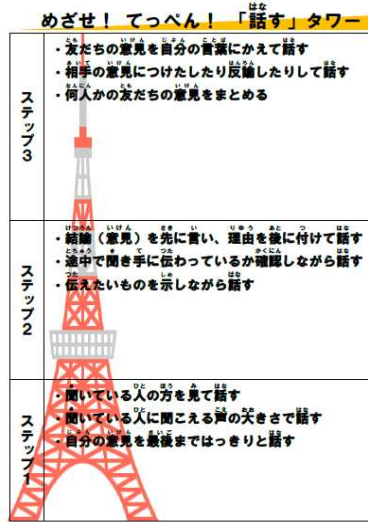 めざせ！ てっぺん！ 「話す」タワー
ステップ３
・友だちの意見を自分の言葉にかえて話す
・相手の意見につけたしたり反論したりして話す
・何人かの友だちの意見をまとめる
ステップ２
・結論（意見）を先に言い、理由を後に付けて話す
・途中で聞き手に伝わっているか確認しながら話す
・伝えたいものを示しながら話す
ステップ１
・聞いている人の方を見て話す
・聞いている人に聞こえる声の大きさで話す
・自分の意見を最後まではっきりと話す